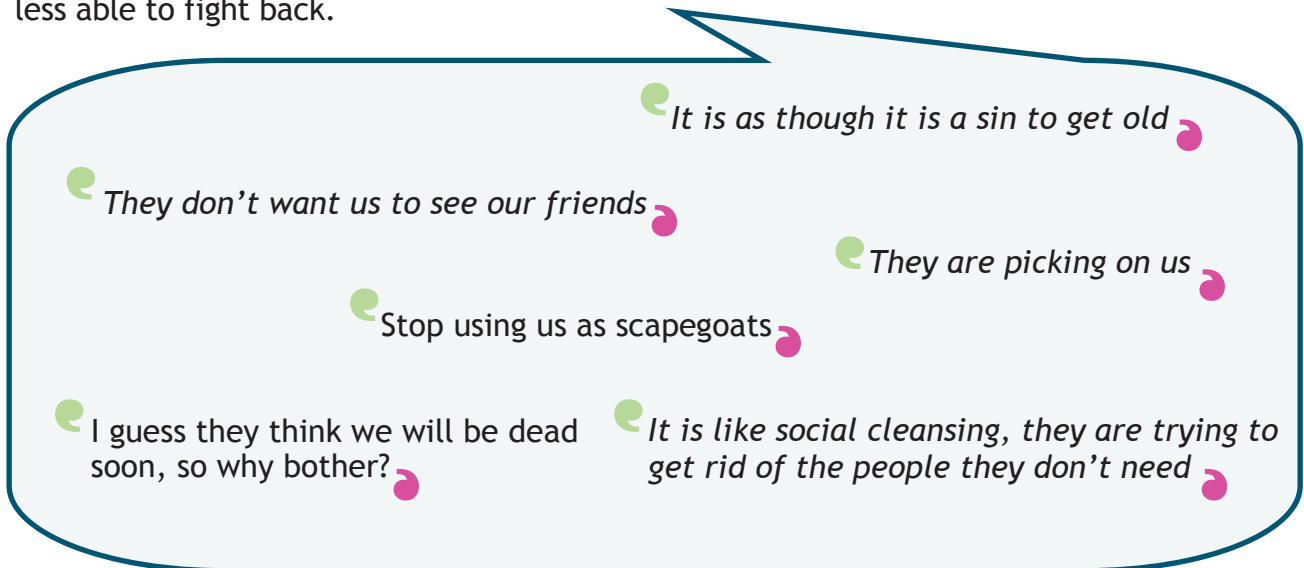 less able to fight back.
‘It is as though it is a sin to get old’
‘They don’t want us to see our friends’
‘They are picking on us’
‘Stop using us as scapegoats’
‘I guess they think we will be dead
soon, so why bother?’
‘It is like social cleansing, they are trying to
get rid of the people they don’t need’